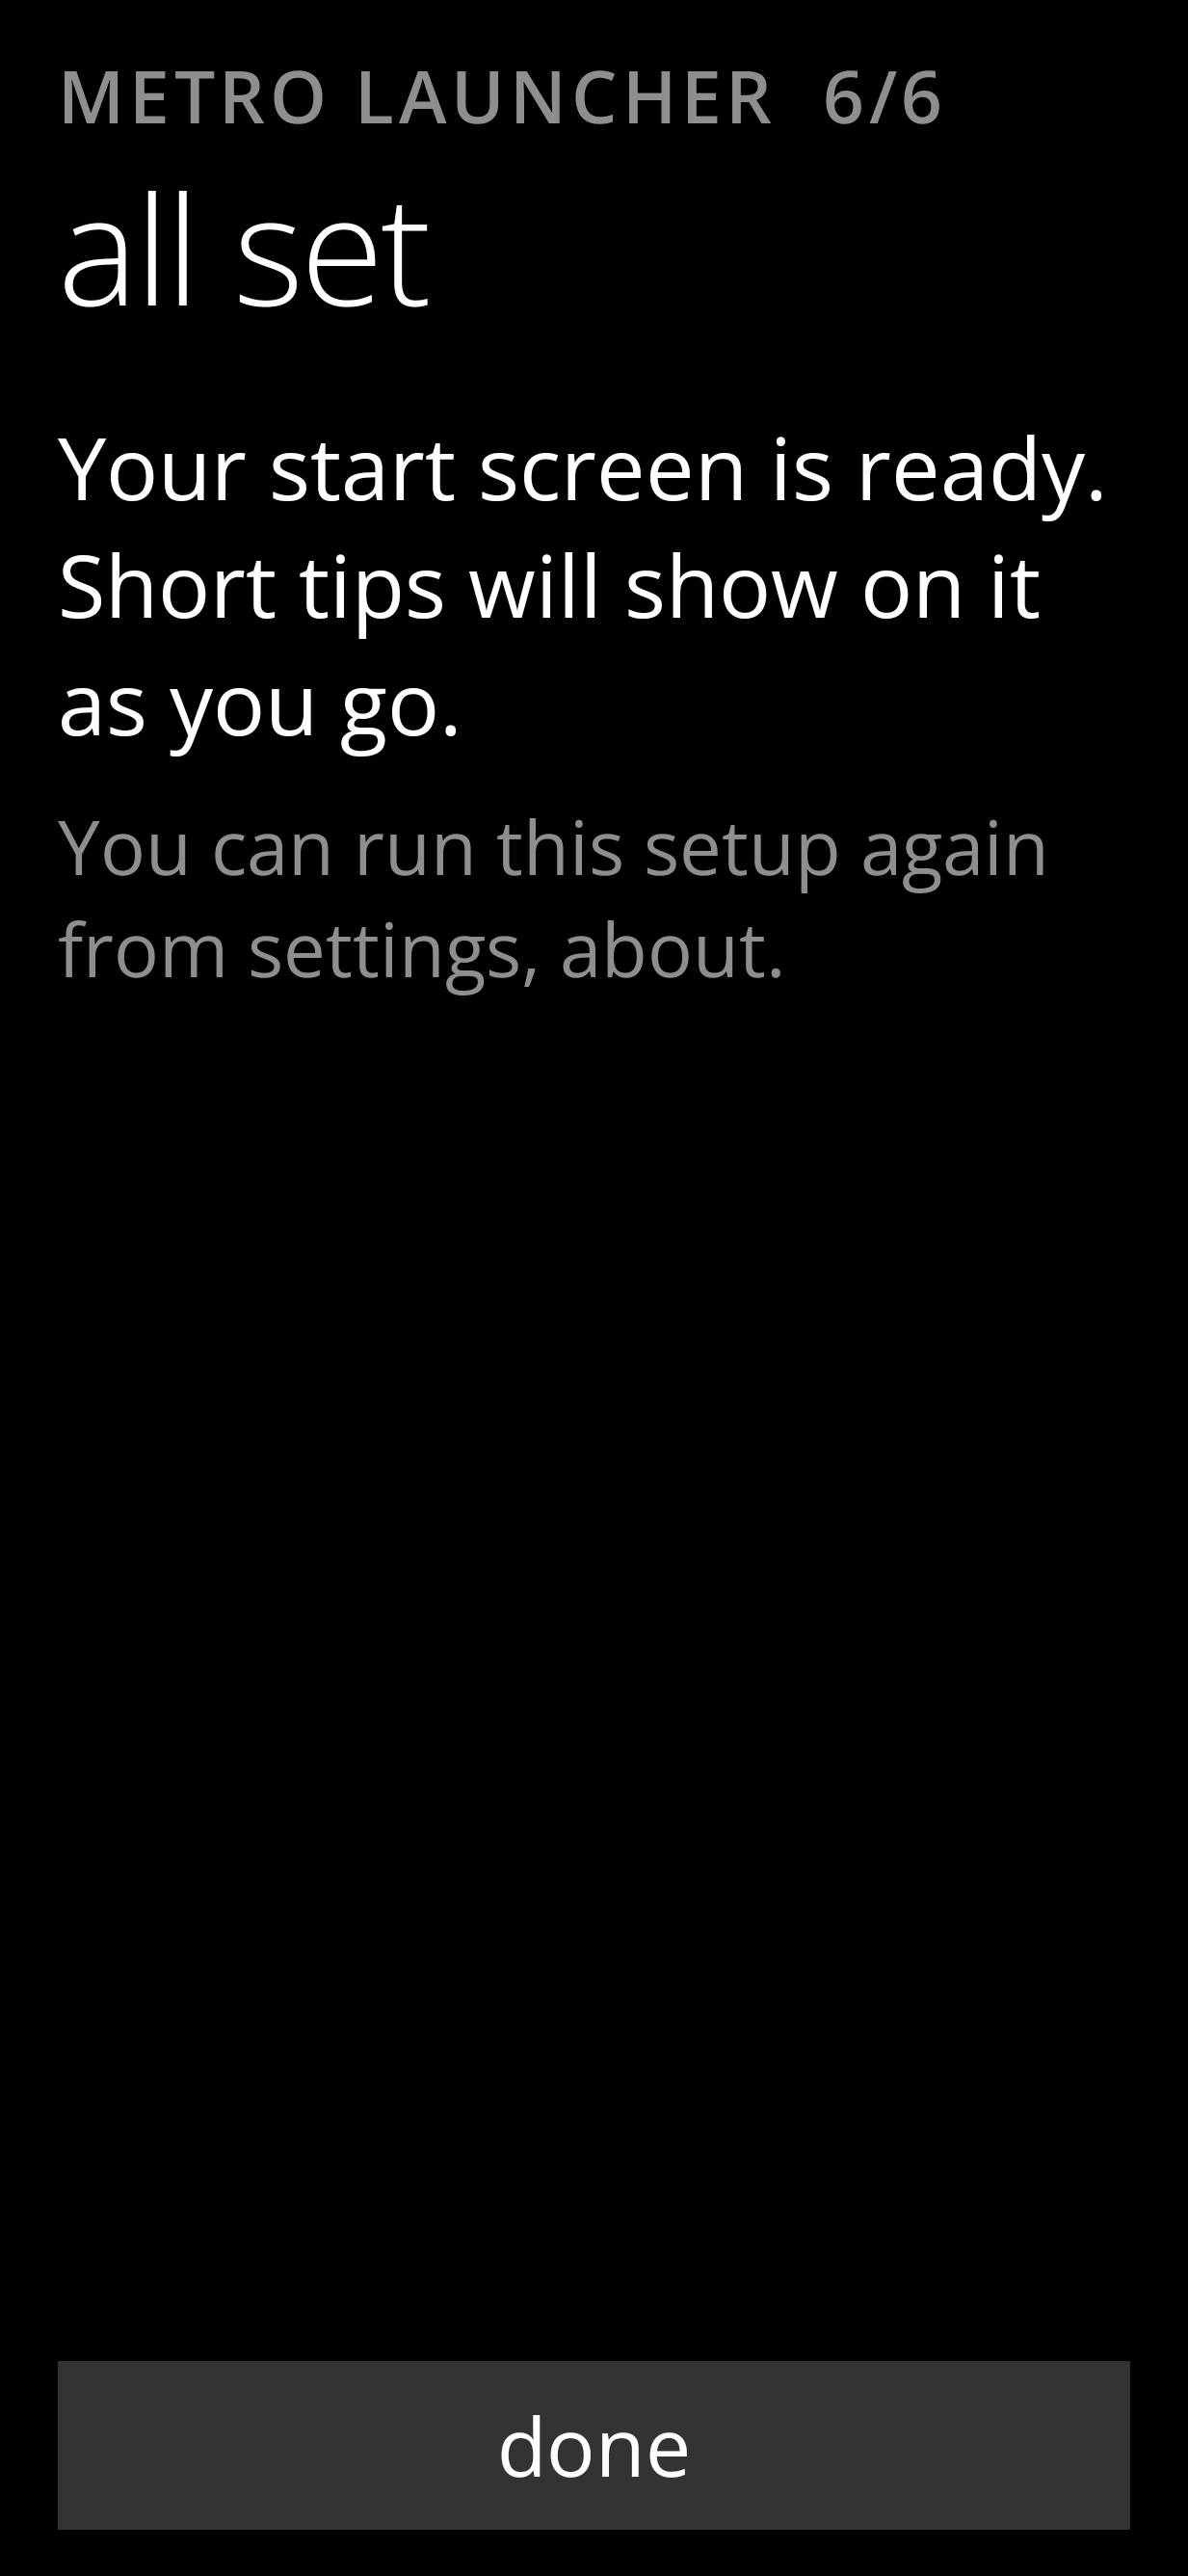 METRO LAUNCHER 6/6
all set
Your start screen is ready.
Short tips will show on it
as you go.
You can run this setup again
from settings, about.
done